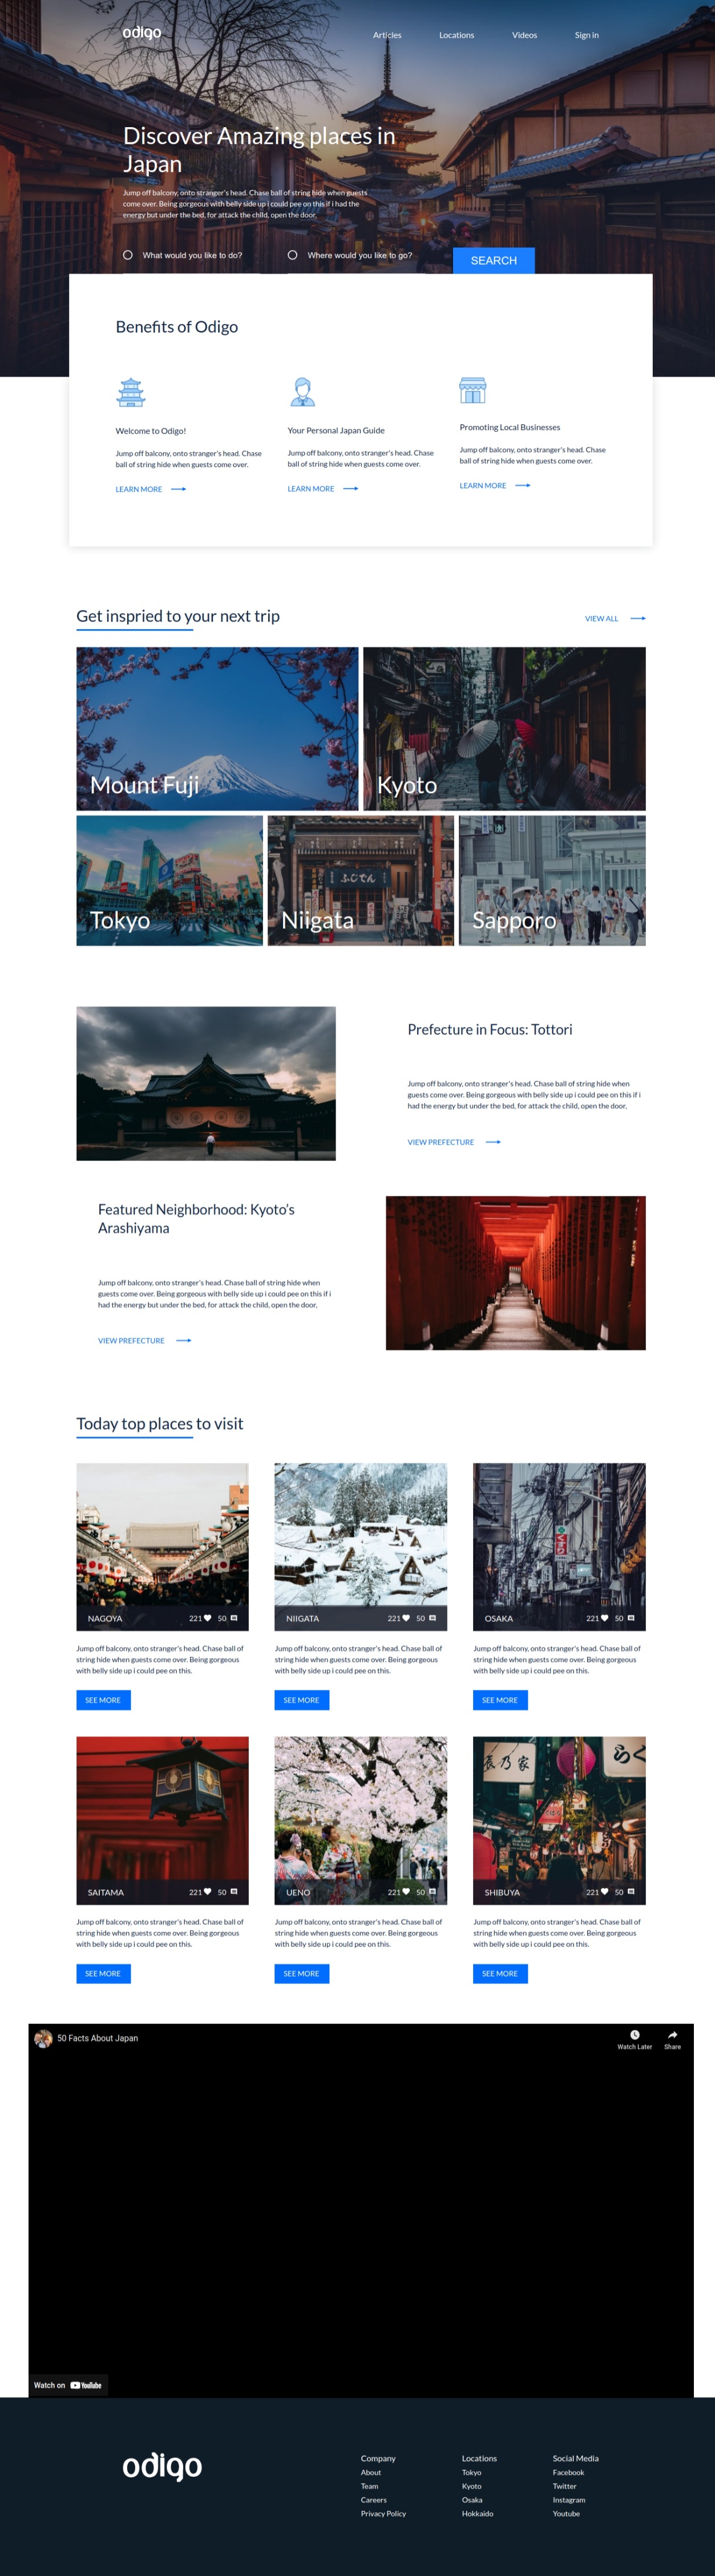 odigo
Articles Locations Videos Sign in
Discover Amazing places in
Japan
Jump off balcony, onto stranger's head. Chase ball of string hide when guests
come over. Being gorgeous with belly side up i could pee on this if i had the
energy but under the bed, for attack the child, open the door,
What would you like to do?
Where would you like to go?
SEARCH
Benefits of Odigo
Welcome to Odigo!
Jump off balcony, onto stranger's head. Chase
ball of string hide when guests come over.
LEARN MORE
Your Personal Japan Guide
Jump off balcony, onto stranger's head. Chase
ball of string hide when guests come over.
LEARN MORE
Promoting Local Businesses
Jump off balcony, onto stranger's head. Chase
ball of string hide when guests come over.
LEARN MORE
Get inspried to your next trip
VIEW ALL
Mount Fuji
Kyoto
Tokyo
ふじでん
Niigata
Sapporo
Prefecture in Focus: Tottori
Jump off balcony, onto stranger's head. Chase ball of string hide when
guests come over. Being gorgeous with belly side up i could pee on this if i
had the energy but under the bed, for attack the child, open the door,
VIEW PREFECTURE
Featured Neighborhood: Kyoto's
Arashiyama
Jump off balcony, onto stranger's head. Chase ball of string hide when
guests come over. Being gorgeous with belly side up i could pee on this if i
had the energy but under the bed, for attack the child, open the door,
VIEW PREFECTURE
Today top places to visit
NAGOYA 221 50
Jump off balcony, onto stranger's head. Chase ball of
string hide when guests come over. Being gorgeous
with belly side up i could pee on this.
SEE MORE
NIIGATA 221 50
Jump off balcony, onto stranger's head. Chase ball of
string hide when guests come over. Being gorgeous
with belly side up i could pee on this.
SEE MORE
OSAKA 221 50
Jump off balcony, onto stranger's head. Chase ball of
string hide when guests come over. Being gorgeous
with belly side up i could pee on this.
SEE MORE
SAITAMA 221 50
Jump off balcony, onto stranger's head. Chase ball of
string hide when guests come over. Being gorgeous
with belly side up i could pee on this.
SEE MORE
UENO 221 50
Jump off balcony, onto stranger's head. Chase ball of
string hide when guests come over. Being gorgeous
with belly side up i could pee on this.
SEE MORE
辰乃家
らく
SHIBUYA 221 50
Jump off balcony, onto stranger's head. Chase ball of
string hide when guests come over. Being gorgeous
with belly side up i could pee on this.
SEE MORE
50 Facts About Japan
Watch Later Share
Watch on YouTube
odigo
Company
About
Team
Careers
Privacy Policy
Locations
Tokyo
Kyoto
Osaka
Hokkaido
Social Media
Facebook
Twitter
Instagram
Youtube